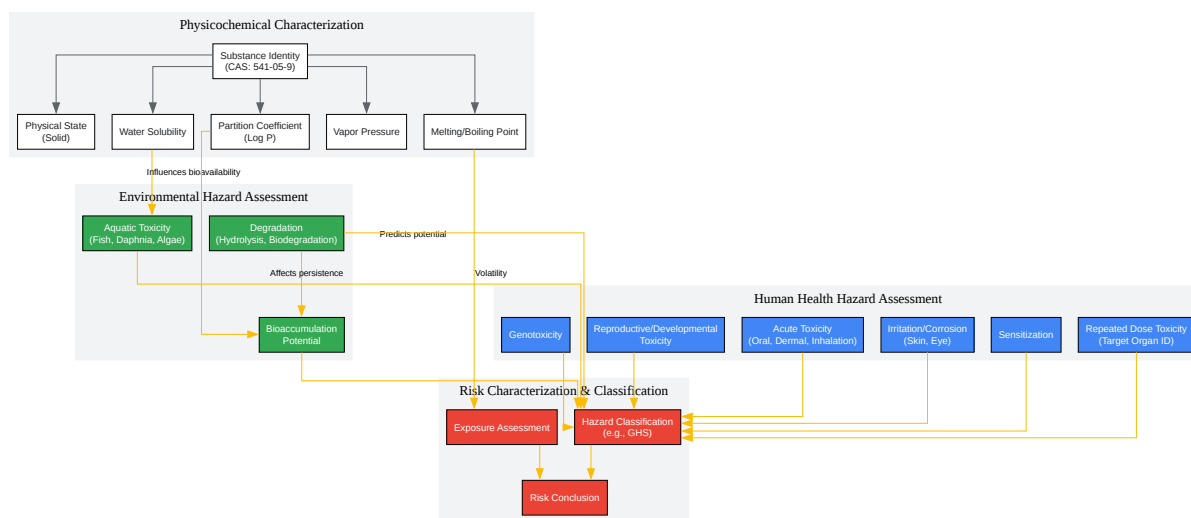 Physicochemical Characterization
Substance Identity
(CAS: 541-05-9)
Physical State
(Solid)
Water Solubility
Partition Coefficient
(Log P)
Vapor Pressure
Melting/Boiling Point
Influences bioavailability
Environmental Hazard Assessment
Aquatic Toxicity
(Fish, Daphnia, Algae)
Degradation
(Hydrolysis, Biodegradation)
Predicts potential
Affects persistence
Volatility
Bioaccumulation
Potential
Human Health Hazard Assessment
Genotoxicity
Reproductive/Developmental
Toxicity
Acute Toxicity
(Oral, Dermal, Inhalation)
Irritation/Corrosion
(Skin, Eye)
Sensitization
Repeated Dose Toxicity
(Target Organ ID)
Risk Characterization & Classification
Exposure Assessment
Hazard Classification
(e.g., GHS)
Risk Conclusion